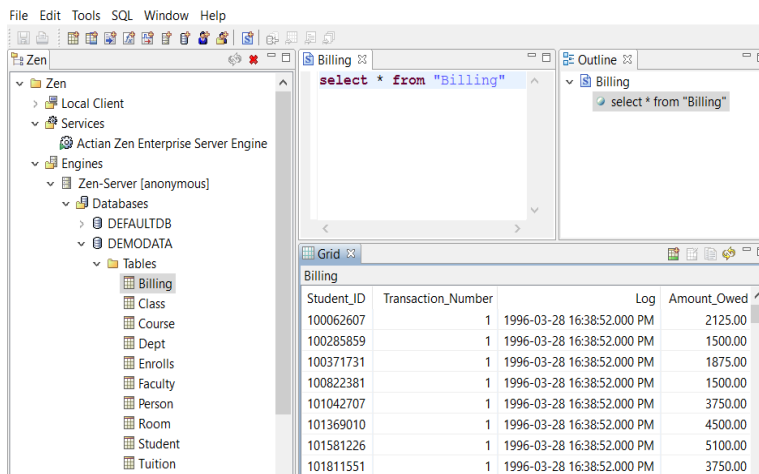 File Edit Tools SQL Window Help
Zen
Zen
Local Client
Services
Actian Zen Enterprise Server Engine
Engines
Zen-Server [anonymous]
Databases
DEFAULTDB
DEMODATA
Tables
Billing
Class
Course
Dept
Enrolls
Faculty
Person
Room
Student
Tuition
Billing
select * from "Billing"
Outline
Billing
select * from "Billing"
Grid
Billing
Student_ID Transaction_Number Log Amount_Owed
100062607 1 1996-03-28 16:38:52.000 PM 2125.00
100285859 1 1996-03-28 16:38:52.000 PM 1500.00
100371731 1 1996-03-28 16:38:52.000 PM 1875.00
100822381 1 1996-03-28 16:38:52.000 PM 1500.00
101042707 1 1996-03-28 16:38:52.000 PM 3750.00
101369010 1 1996-03-28 16:38:52.000 PM 4500.00
101581226 1 1996-03-28 16:38:52.000 PM 5100.00
101811551 1 1996-03-28 16:38:52.000 PM 3750.00